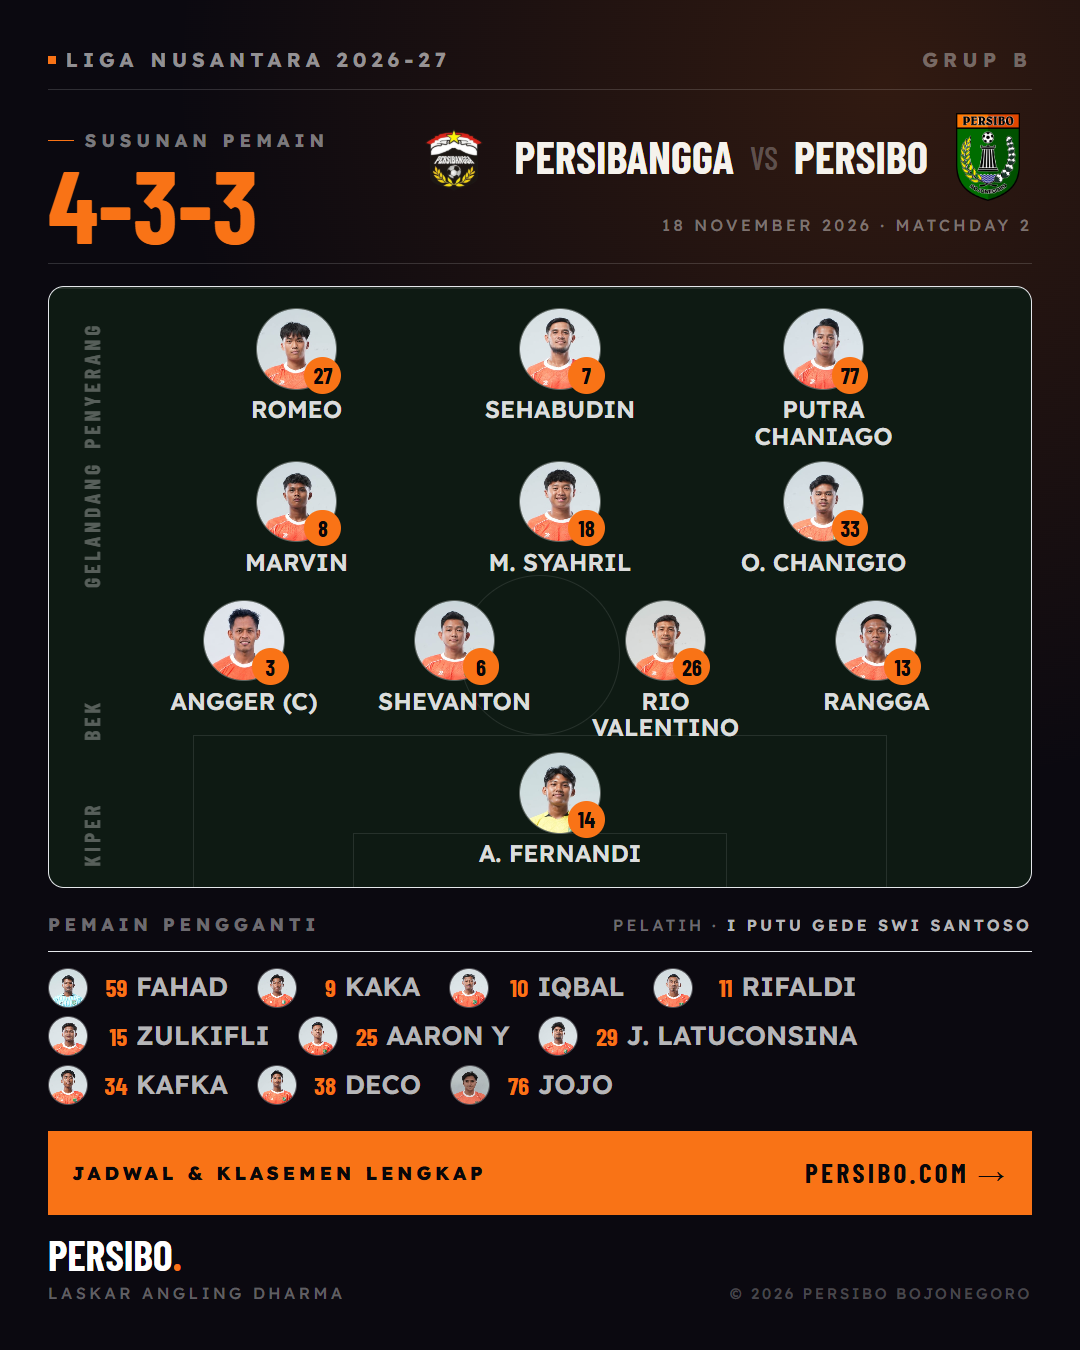 LIGA NUSANTARA 2026-27
GRUP B
SUSUNAN PEMAIN
4-3-3
PERSIBANGGA
PERSIBANGGA VS PERSIBO
PERSIBO
BOJONEGORO
18 NOVEMBER 2026 · MATCHDAY 2
PENYERANG
27
ROMEO
7
SEHABUDIN
77
PUTRA
CHANIAGO
GELANDANG
8
MARVIN
18
M. SYAHRIL
33
O. CHANIGIO
BEK
3
ANGGER (C)
6
SHEVANTON
26
RIO
VALENTINO
13
RANGGA
KIPER
14
A. FERNANDI
PEMAIN PENGGANTI
PELATIH · I PUTU GEDE SWI SANTOSO
59 FAHAD 9 KAKA 10 IQBAL 11 RIFALDI
15 ZULKIFLI 25 AARON Y 29 J. LATUCONSINA
34 KAFKA 38 DECO 76 JOJO
JADWAL & KLASEMEN LENGKAP
PERSIBO.COM →
PERSIBO.
LASKAR ANGLING DHARMA
© 2026 PERSIBO BOJONEGORO